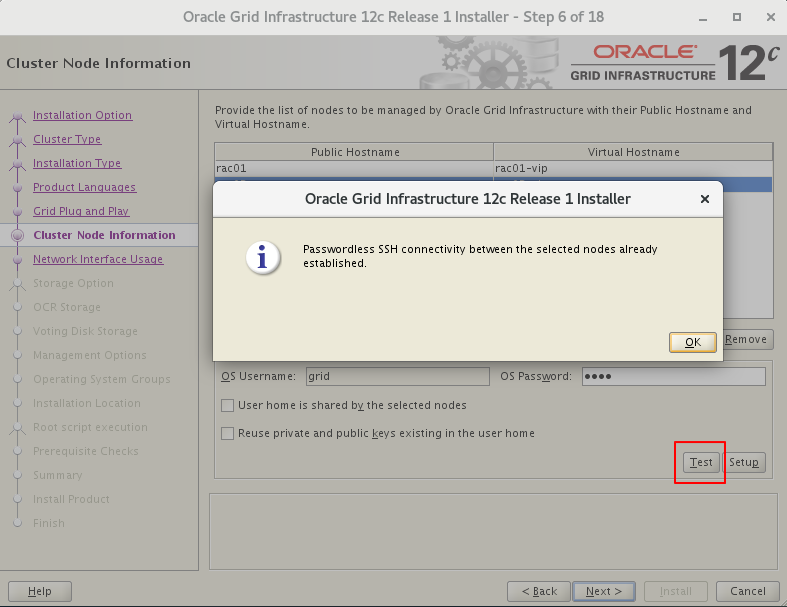 Oracle Grid Infrastructure 12c Release 1 Installer - Step 6 of 18
Cluster Node Information
ORACLE
GRID INFRASTRUCTURE
12c
Installation Option
Cluster Type
Installation Type
Product Languages
Grid Plug and Play
Cluster Node Information
Network Interface Usage
Storage Option
OCR Storage
Voting Disk Storage
Management Options
Operating System Groups
Installation Location
Root script execution
Prerequisite Checks
Summary
Install Product
Finish
Provide the list of nodes to be managed by Oracle Grid Infrastructure with their Public Hostname and
Virtual Hostname.
Public Hostname Virtual Hostname
rac01 rac01-vip
Oracle Grid Infrastructure 12c Release 1 Installer
Passwordless SSH connectivity between the selected nodes already
established.
OK
Remove
OS Username: grid OS Password: ••••
User home is shared by the selected nodes
Reuse private and public keys existing in the user home
Test Setup
Help < Back Next > Install Cancel